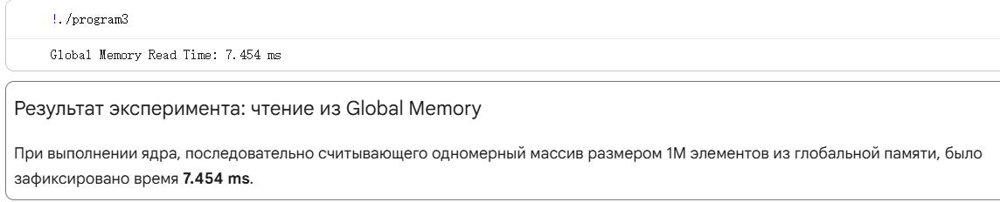 !./program3
Global Memory Read Time: 7.454 ms
Результат эксперимента: чтение из Global Memory
При выполнении ядра, последовательно считывающего одномерный массив размером 1M элементов из глобальной памяти, было
зафиксировано время 7.454 ms.